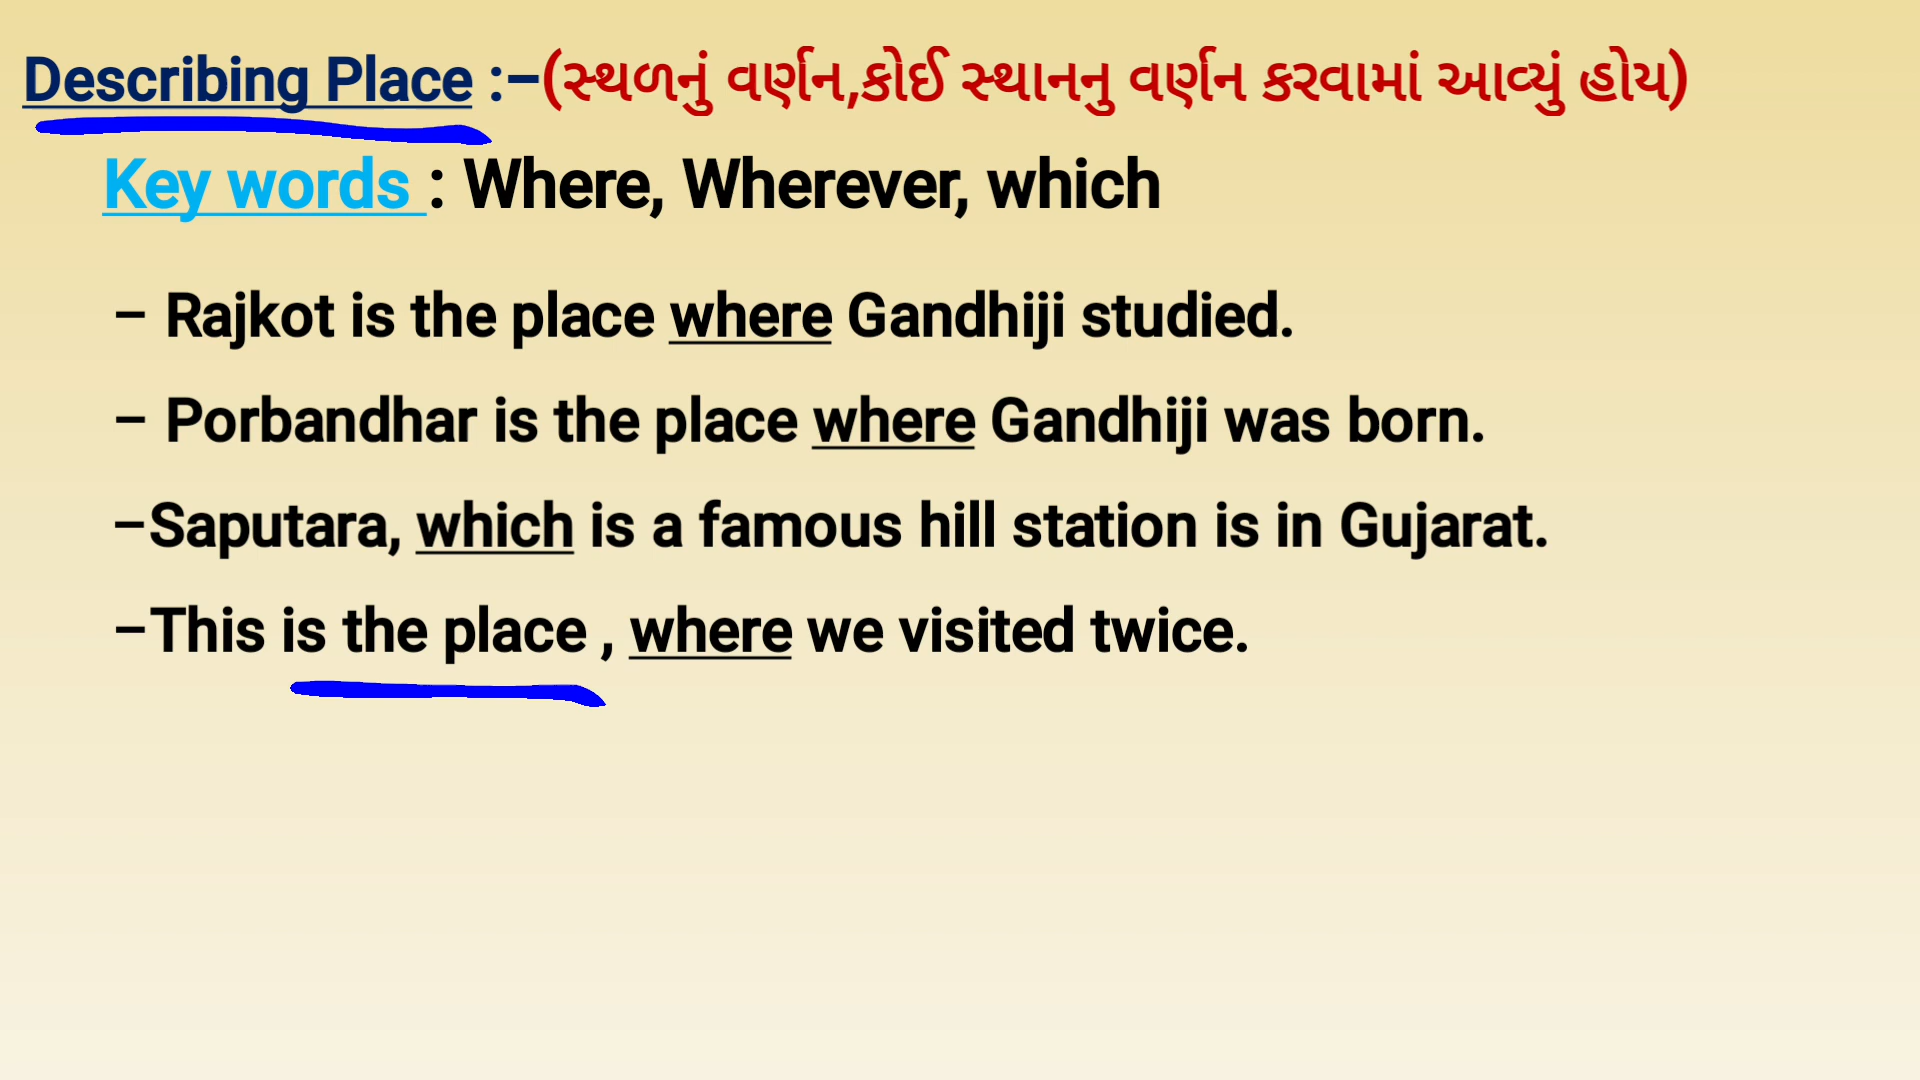 Describing Place :–(સ્થળનું વર્ણન,કોઈ સ્થાનનુ વર્ણન કરવામાં આવ્યું હોય)
Key words : Where, Wherever, which
– Rajkot is the place where Gandhiji studied.
– Porbandhar is the place where Gandhiji was born.
–Saputara, which is a famous hill station is in Gujarat.
–This is the place , where we visited twice.